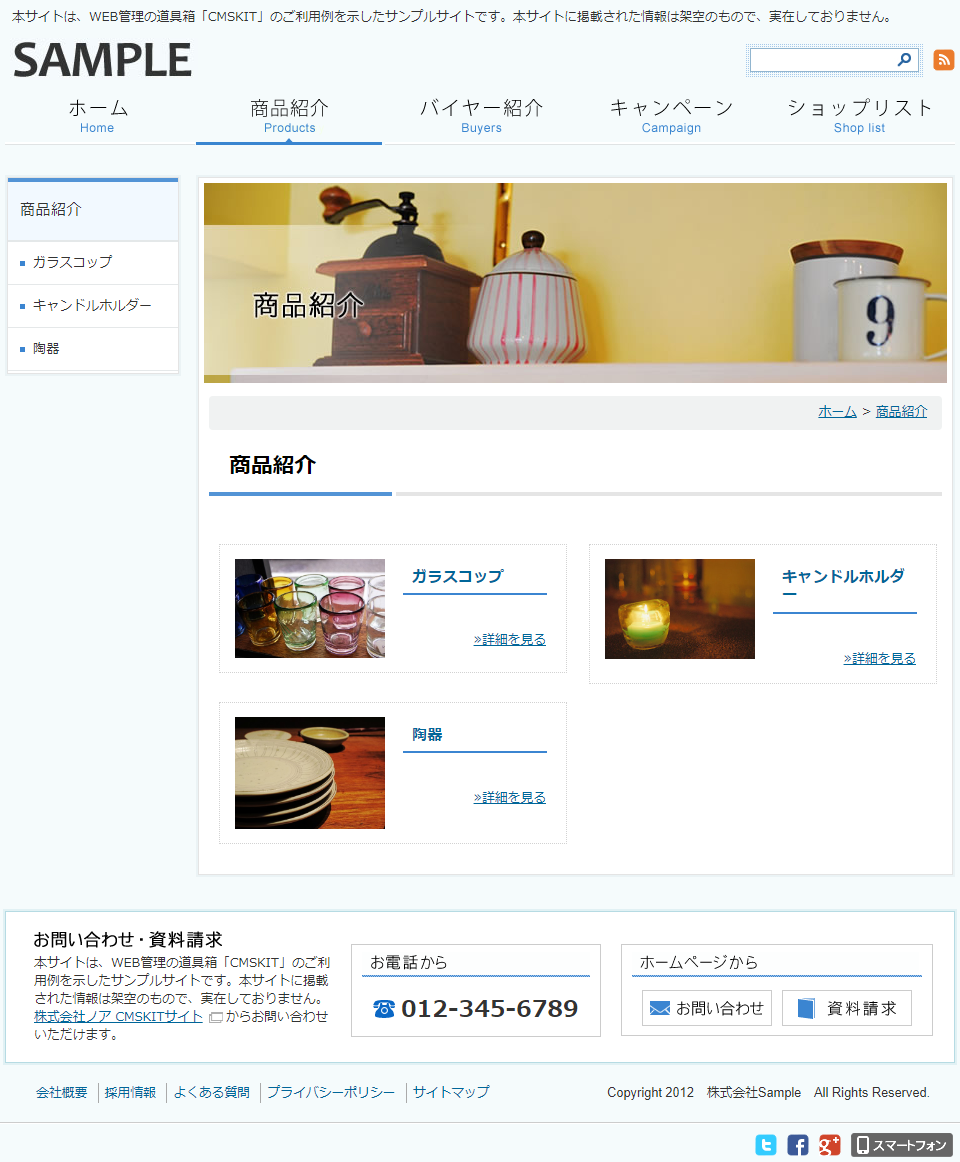 本サイトは、WEB管理の道具箱「CMSKIT」のご利用例を示したサンプルサイトです。本サイトに掲載された情報は架空のもので、実在しておりません。
SAMPLE
ホーム
Home
商品紹介
Products
バイヤー紹介
Buyers
キャンペーン
Campaign
ショップリスト
Shop list
商品紹介
ガラスコップ
キャンドルホルダー
陶器
商品紹介
9
ホーム > 商品紹介
商品紹介
ガラスコップ
»詳細を見る
キャンドルホルダ
ー
»詳細を見る
陶器
»詳細を見る
お問い合わせ・資料請求
本サイトは、WEB管理の道具箱「CMSKIT」のご利
用例を示したサンプルサイトです。本サイトに掲載
された情報は架空のもので、実在しておりません。
株式会社ノア CMSKITサイト からお問い合わせ
いただけます。
お電話から
012-345-6789
ホームページから
お問い合わせ
資料請求
会社概要
採用情報
よくある質問
プライバシーポリシー
サイトマップ
Copyright 2012 株式会社Sample All Rights Reserved.
スマートフォン